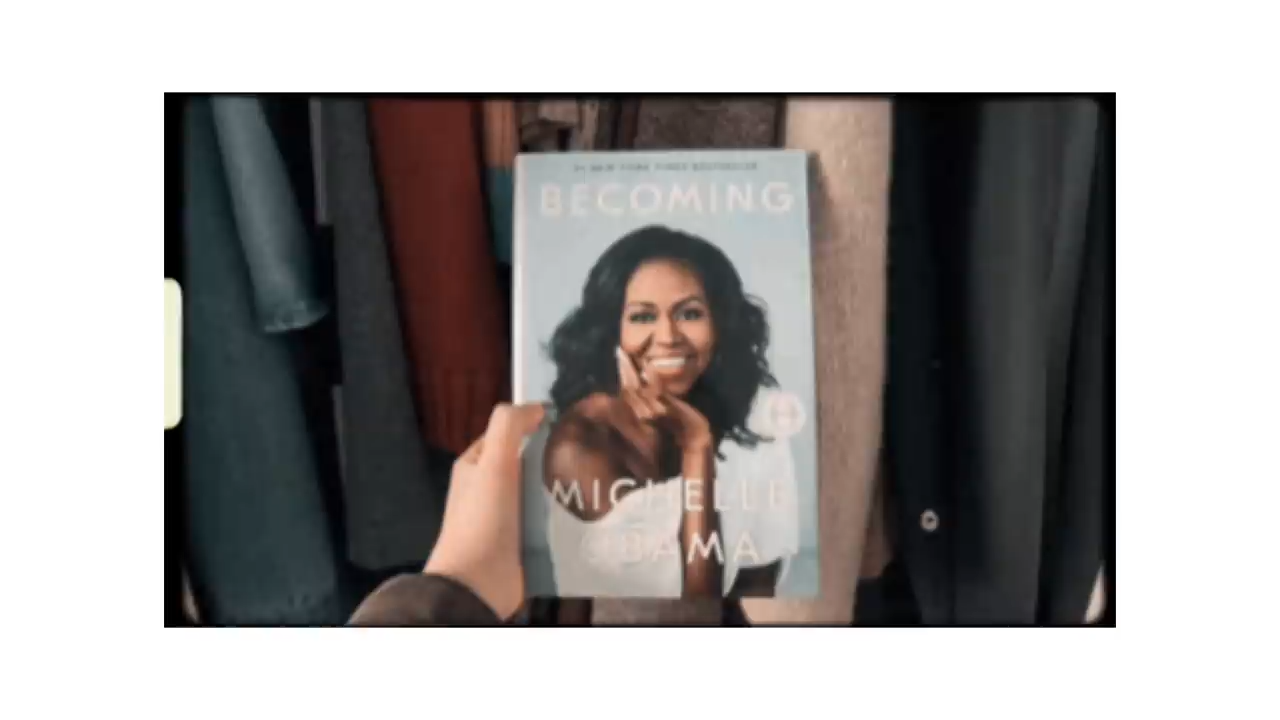 #1 NEW YORK TIMES BESTSELLER
BECOMING
MICHELLE
OBAMA